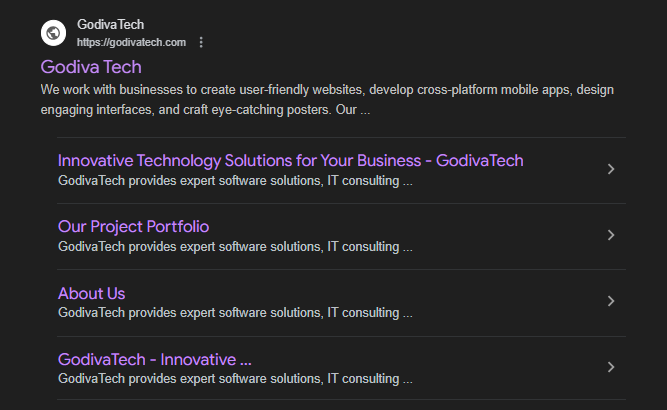 GodivaTech
https://godivatech.com
Godiva Tech
We work with businesses to create user-friendly websites, develop cross-platform mobile apps, design
engaging interfaces, and craft eye-catching posters. Our ...
Innovative Technology Solutions for Your Business - GodivaTech
GodivaTech provides expert software solutions, IT consulting ...
Our Project Portfolio
GodivaTech provides expert software solutions, IT consulting ...
About Us
GodivaTech provides expert software solutions, IT consulting ...
GodivaTech - Innovative ...
GodivaTech provides expert software solutions, IT consulting ...